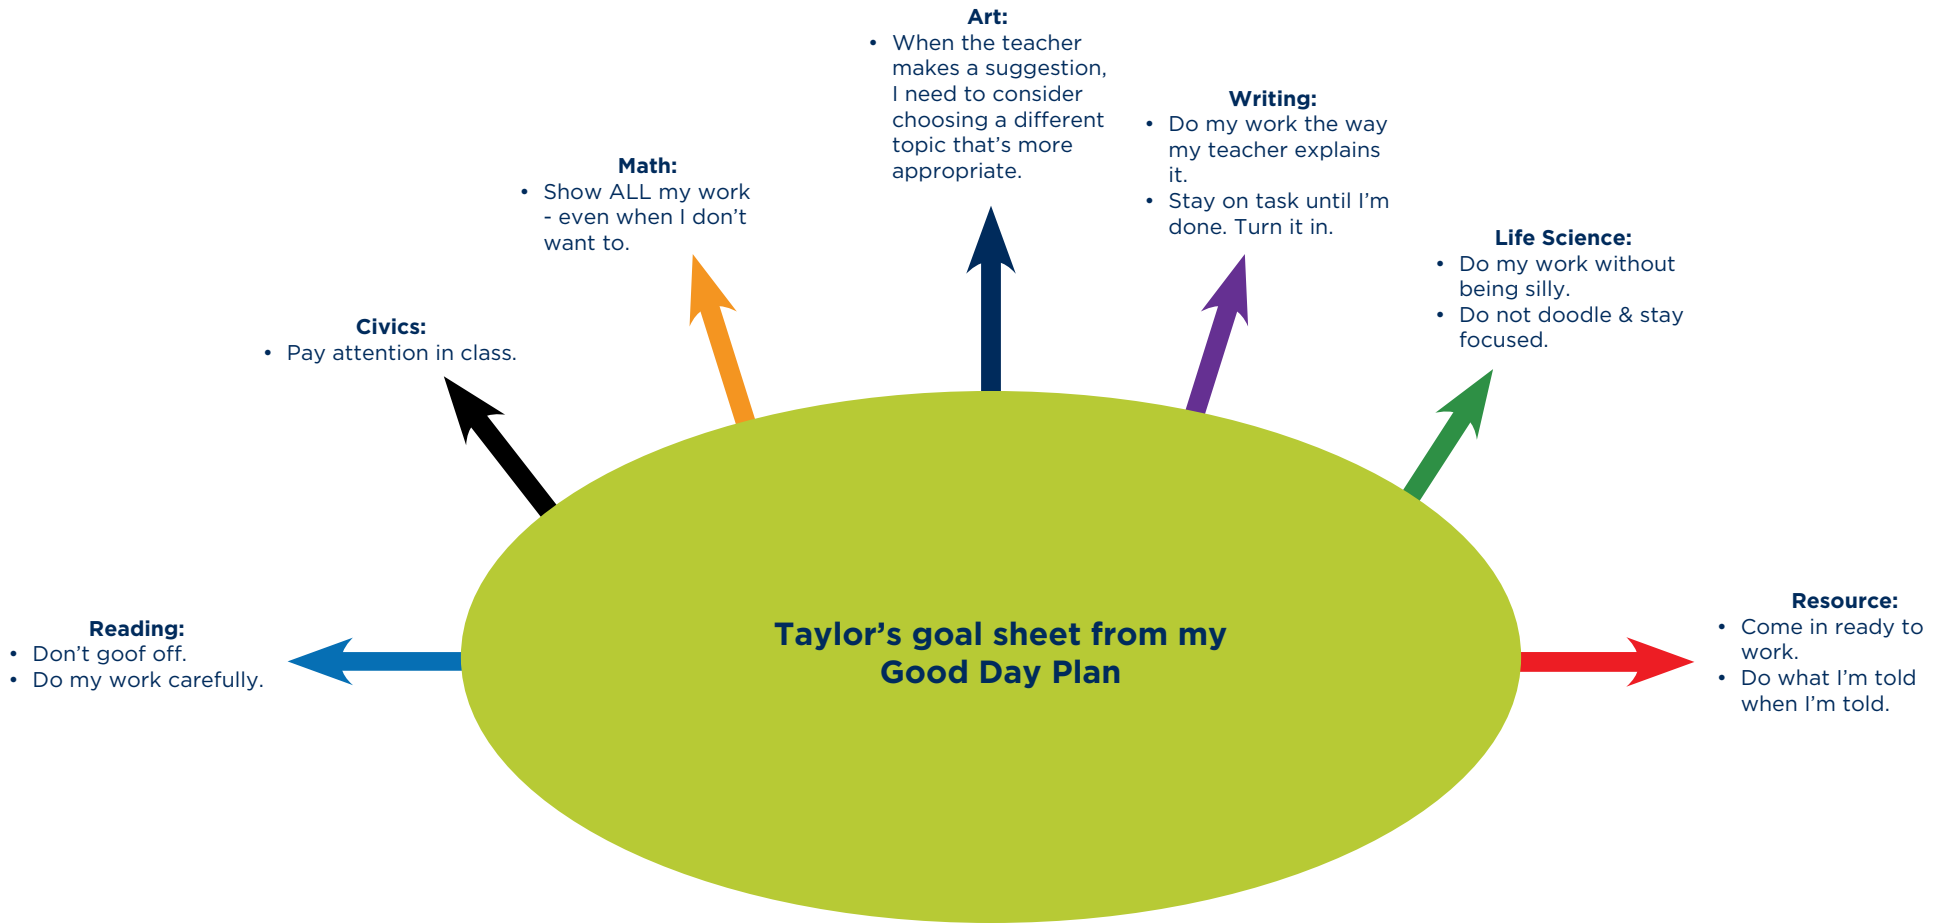 Art:
• When the teacher
makes a suggestion,
I need to consider
choosing a different
topic that’s more
appropriate.
Writing:
• Do my work the way
my teacher explains
it.
• Stay on task until I’m
done. Turn it in.
Math:
• Show ALL my work
- even when I don’t
want to.
Life Science:
• Do my work without
being silly.
• Do not doodle & stay
focused.
Civics:
• Pay attention in class.
Reading:
• Don’t goof off.
• Do my work carefully.
Taylor’s goal sheet from my
Good Day Plan
Resource:
• Come in ready to
work.
• Do what I’m told
when I’m told.